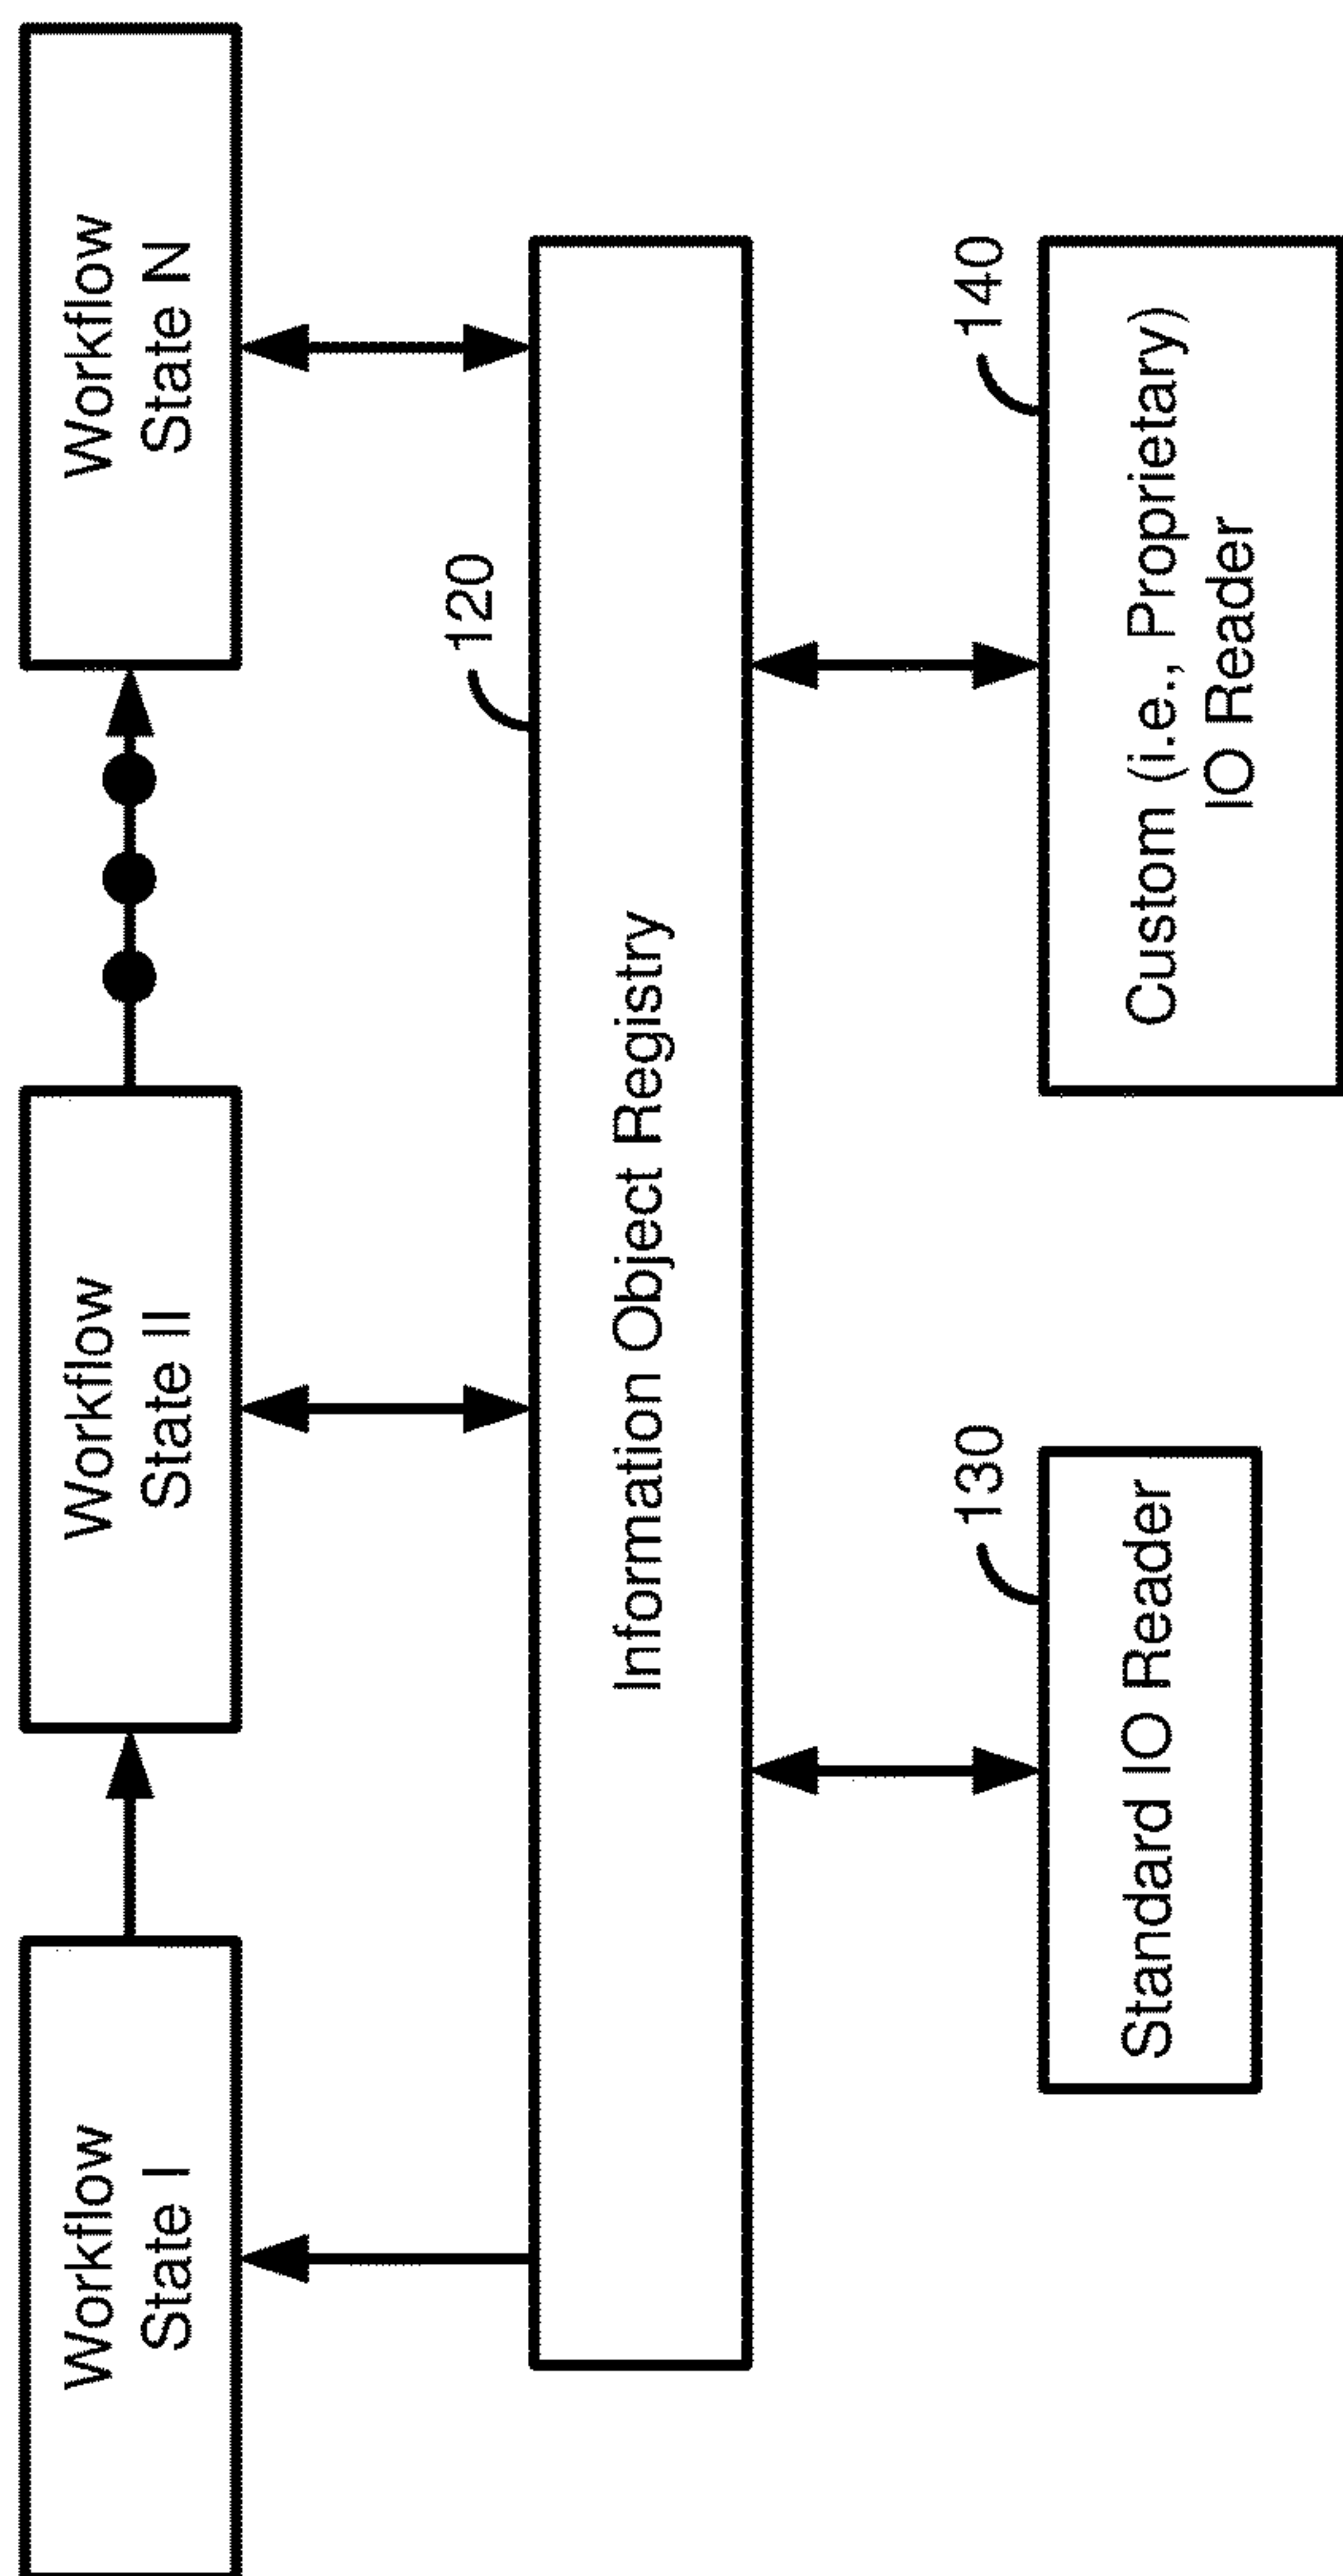 Workflow
State I
Workflow
State II
Workflow
State N
120
Information Object Registry
130
Standard IO Reader
140
Custom (i.e., Proprietary)
IO Reader